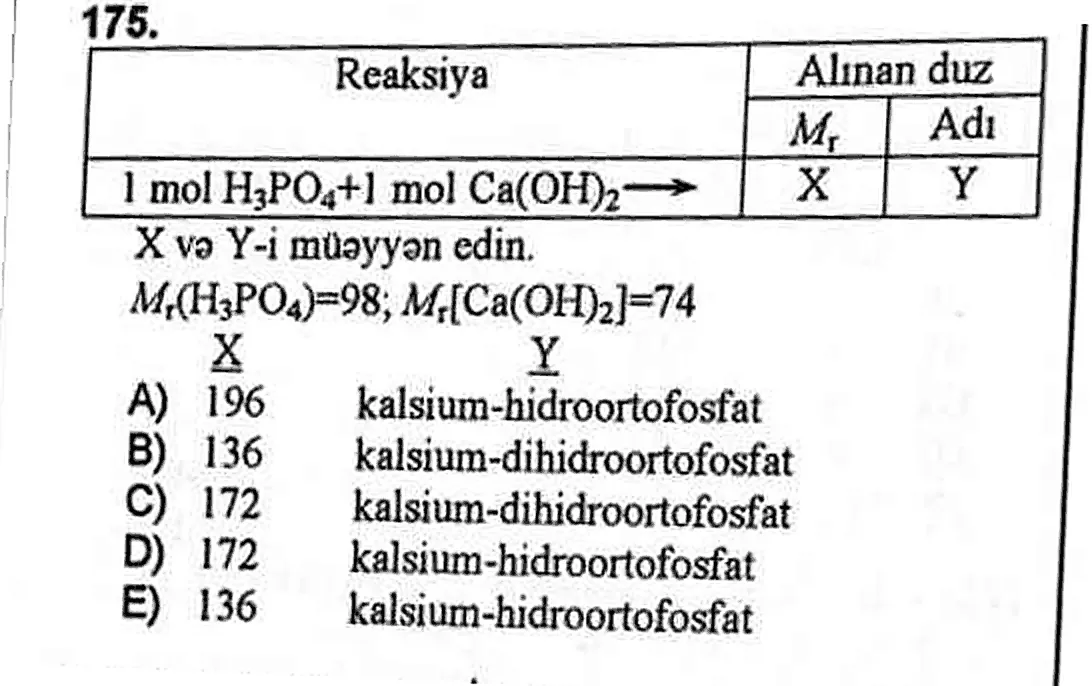 175.
Reaksiya Alınan duz
Mᵣ Adı
1 mol H₃PO₄+1 mol Ca(OH)₂⟶ X Y
X və Y-i müəyyən edin.
Mᵣ(H₃PO₄)=98; Mᵣ[Ca(OH)₂]=74
X Y
A) 196 kalsium-hidroortofosfat
B) 136 kalsium-dihidroortofosfat
C) 172 kalsium-dihidroortofosfat
D) 172 kalsium-hidroortofosfat
E) 136 kalsium-hidroortofosfat